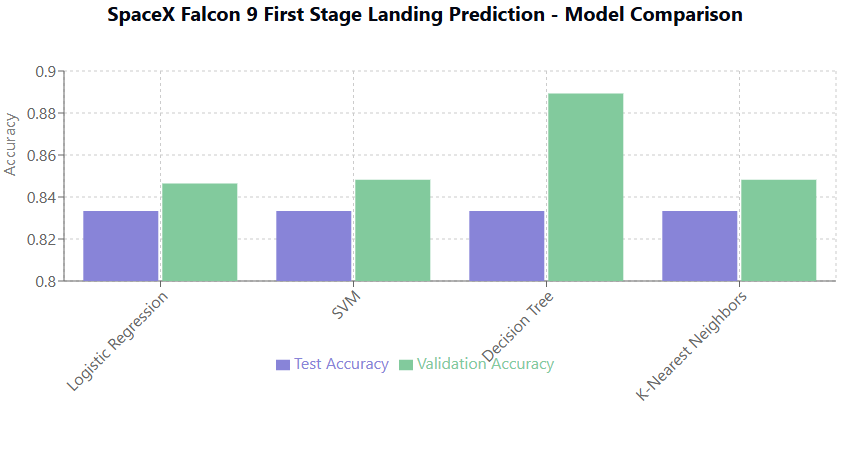 SpaceX Falcon 9 First Stage Landing Prediction - Model Comparison
0.9
0.88
0.86
0.84
0.82
0.8
Accuracy
Logistic Regression
SVM
Decision Tree
K-Nearest Neighbors
Test Accuracy
Validation Accuracy